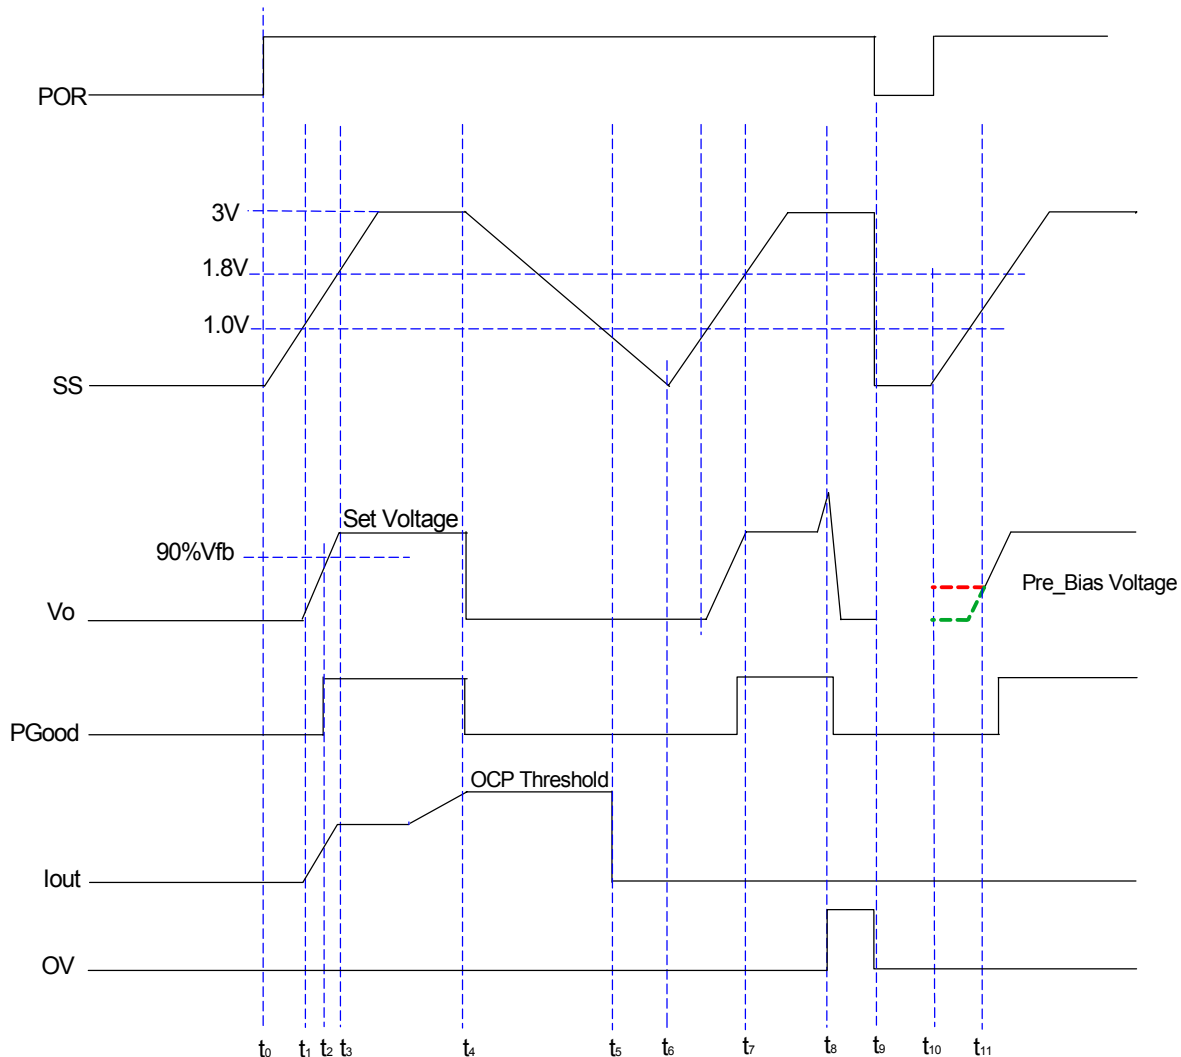 POR
3V
1.8V
1.0V
SS
Set Voltage
90%Vfb
Pre_Bias Voltage
Vo
PGood
OCP Threshold
Iout
OV
t0 t1 t2 t3 t4 t5 t6 t7 t8 t9 t10 t11